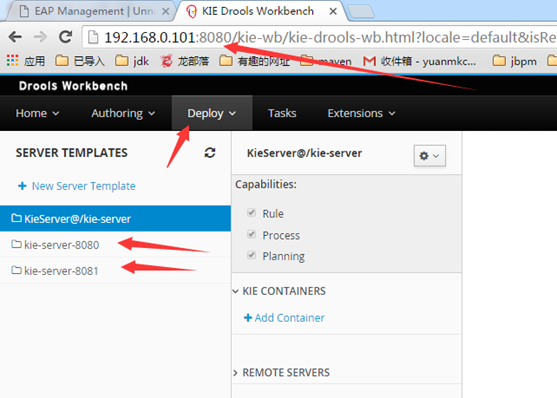 EAP Management | Unna
KIE Drools Workbench
192.168.0.101:8080/kie-wb/kie-drools-wb.html?locale=default&isRe
应用 已导入 jdk 龙部落 有趣的网址 maven 收件箱 - yuanmkc... jbpm
Drools Workbench
Home Authoring Deploy Tasks Extensions
SERVER TEMPLATES
+ New Server Template
KieServer@/kie-server
kie-server-8080
kie-server-8081
KieServer@/kie-server
Capabilities:
Rule
Process
Planning
KIE CONTAINERS
+ Add Container
REMOTE SERVERS